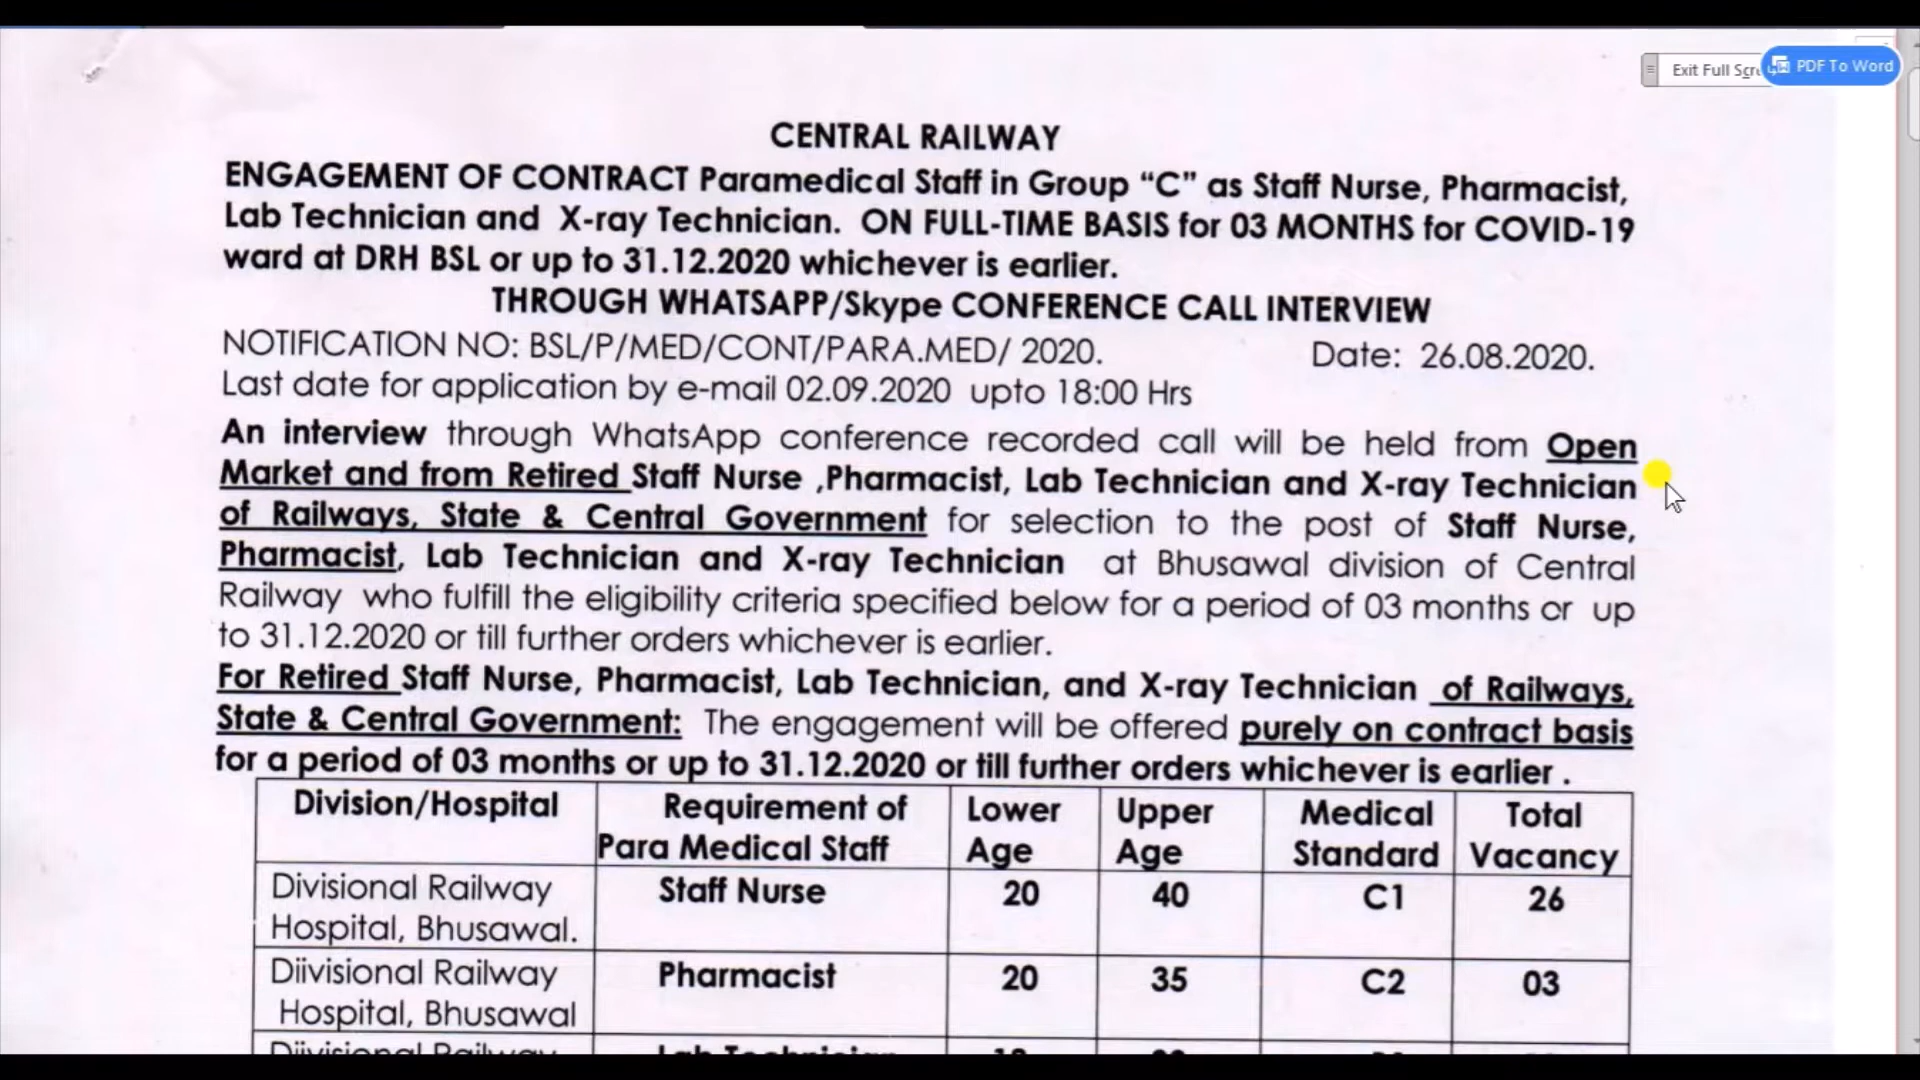 Exit Full Scre
PDF To Word
CENTRAL RAILWAY
ENGAGEMENT OF CONTRACT Paramedical Staff in Group “C” as Staff Nurse, Pharmacist,
Lab Technician and X-ray Technician. ON FULL-TIME BASIS for 03 MONTHS for COVID-19
ward at DRH BSL or up to 31.12.2020 whichever is earlier.
THROUGH WHATSAPP/Skype CONFERENCE CALL INTERVIEW
NOTIFICATION NO: BSL/P/MED/CONT/PARA.MED/ 2020. Date: 26.08.2020.
Last date for application by e-mail 02.09.2020 upto 18:00 Hrs
An interview through WhatsApp conference recorded call will be held from Open
Market and from Retired Staff Nurse ,Pharmacist, Lab Technician and X-ray Technician
of Railways, State & Central Government for selection to the post of Staff Nurse,
Pharmacist, Lab Technician and X-ray Technician at Bhusawal division of Central
Railway who fulfill the eligibility criteria specified below for a period of 03 months or up
to 31.12.2020 or till further orders whichever is earlier.
For Retired Staff Nurse, Pharmacist, Lab Technician, and X-ray Technician of Railways,
State & Central Government: The engagement will be offered purely on contract basis
for a period of 03 months or up to 31.12.2020 or till further orders whichever is earlier .
Division/Hospital Requirement of Lower Upper Medical Total
Para Medical Staff Age Age Standard Vacancy
Divisional Railway Staff Nurse 20 40 C1 26
Hospital, Bhusawal.
Diivisional Railway Pharmacist 20 35 C2 03
Hospital, Bhusawal
Diivisional Railway Lab Technician